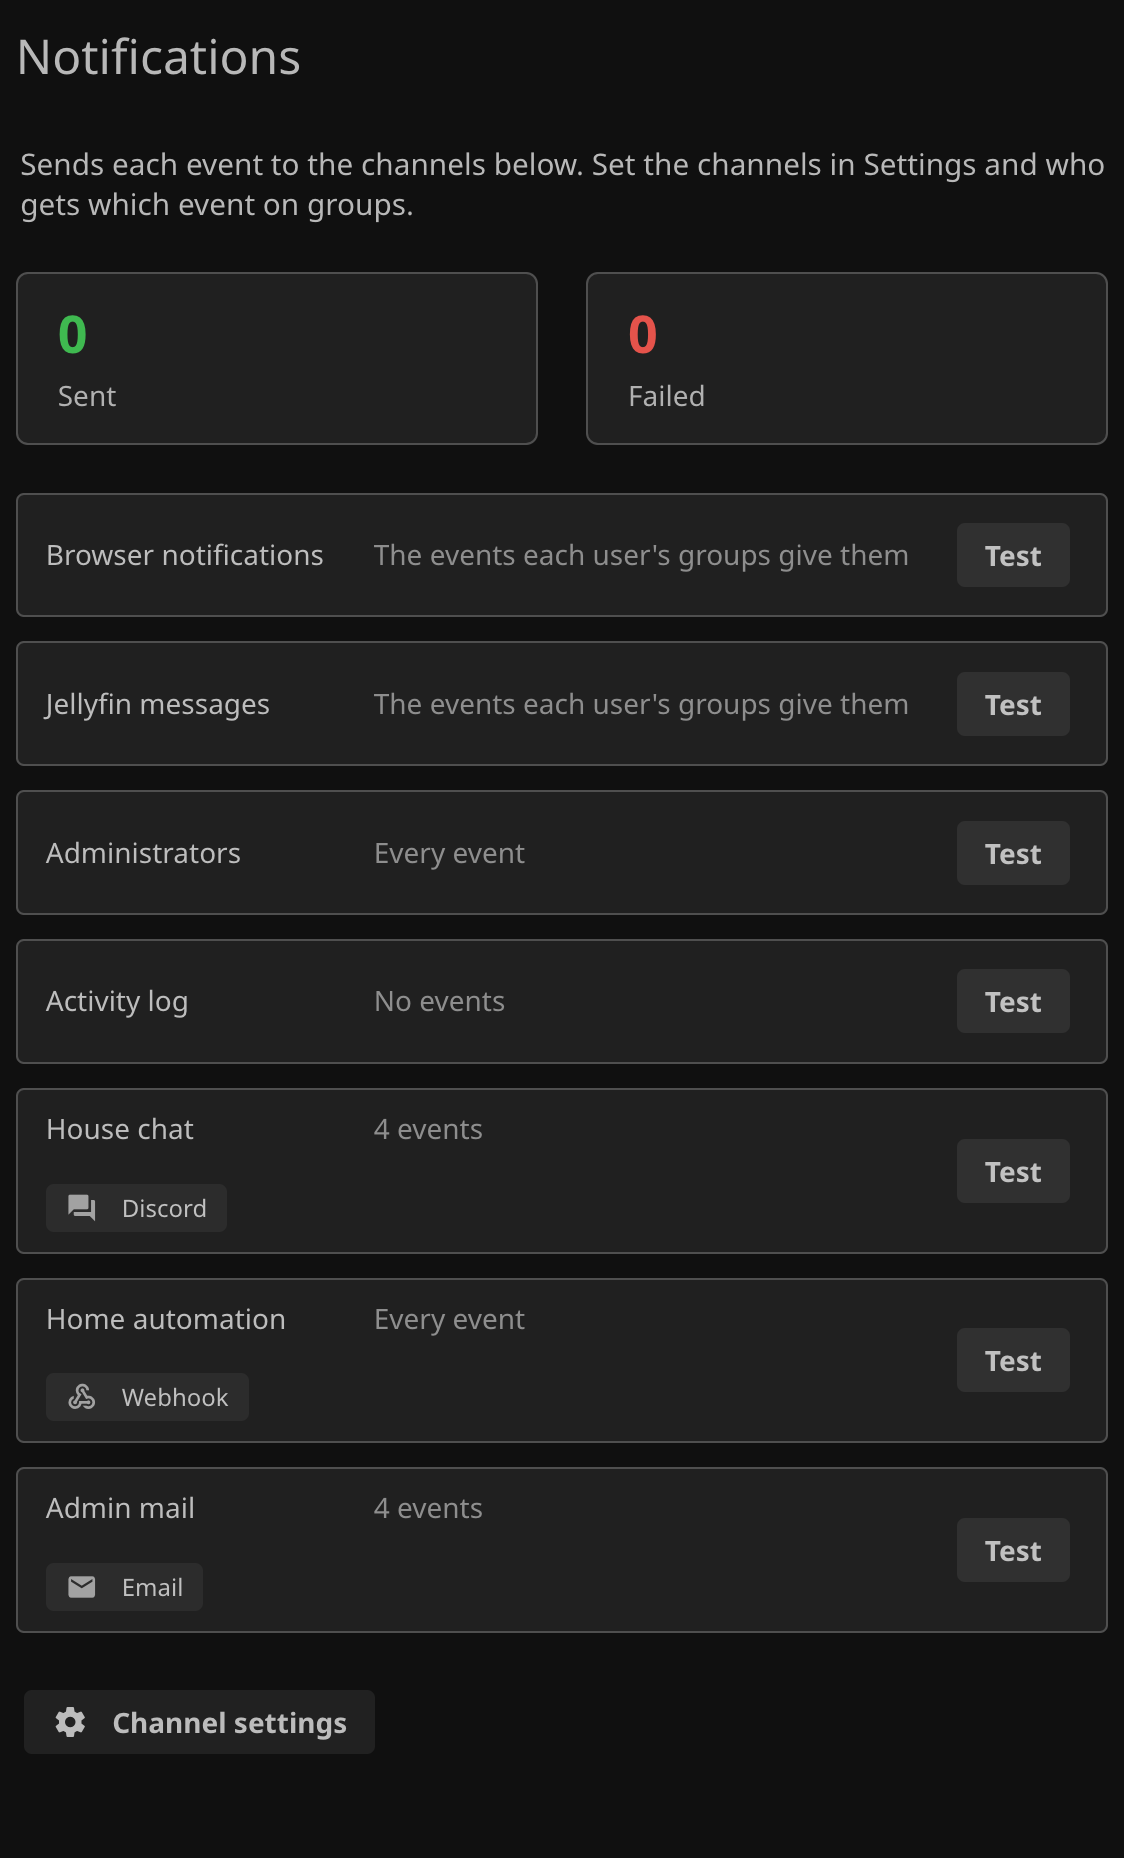 Notifications
Sends each event to the channels below. Set the channels in Settings and who
gets which event on groups.
0
Sent
0
Failed
Browser notifications The events each user's groups give them Test
Jellyfin messages The events each user's groups give them Test
Administrators Every event Test
Activity log No events Test
House chat 4 events
Test
Discord
Home automation Every event
Test
Webhook
Admin mail 4 events
Test
Email
Channel settings